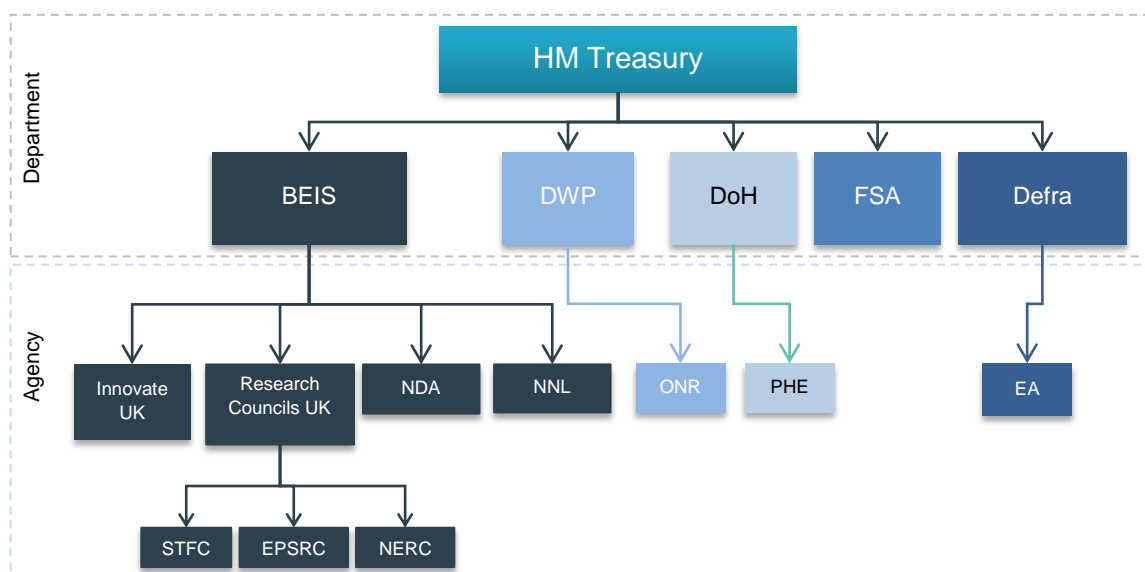 HM Treasury
Department
BEIS
DWP
DoH
FSA
Defra
Agency
Innovate
UK
Research
Councils UK
NDA
NNL
ONR
PHE
EA
STFC
EPSRC
NERC